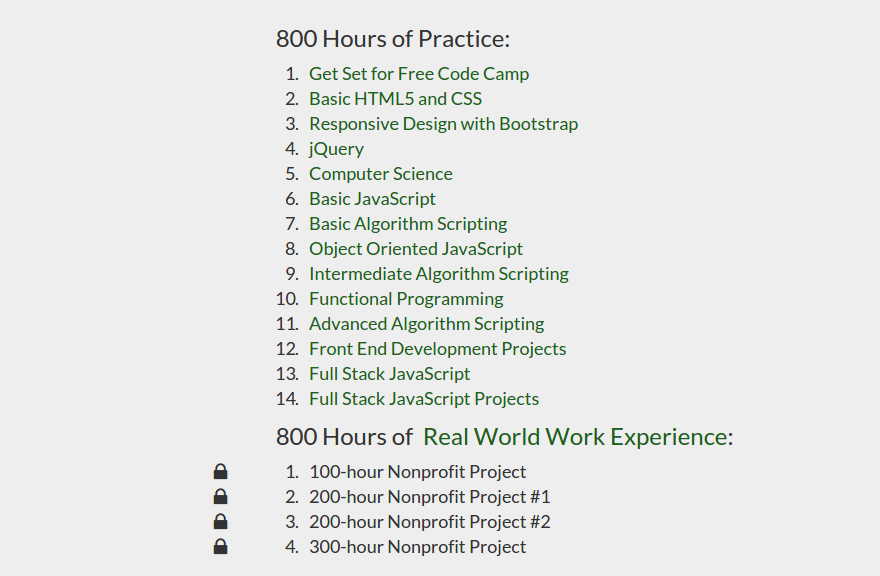 800 Hours of Practice:
1. Get Set for Free Code Camp
2. Basic HTML5 and CSS
3. Responsive Design with Bootstrap
4. jQuery
5. Computer Science
6. Basic JavaScript
7. Basic Algorithm Scripting
8. Object Oriented JavaScript
9. Intermediate Algorithm Scripting
10. Functional Programming
11. Advanced Algorithm Scripting
12. Front End Development Projects
13. Full Stack JavaScript
14. Full Stack JavaScript Projects
800 Hours of Real World Work Experience:
1. 100-hour Nonprofit Project
2. 200-hour Nonprofit Project #1
3. 200-hour Nonprofit Project #2
4. 300-hour Nonprofit Project